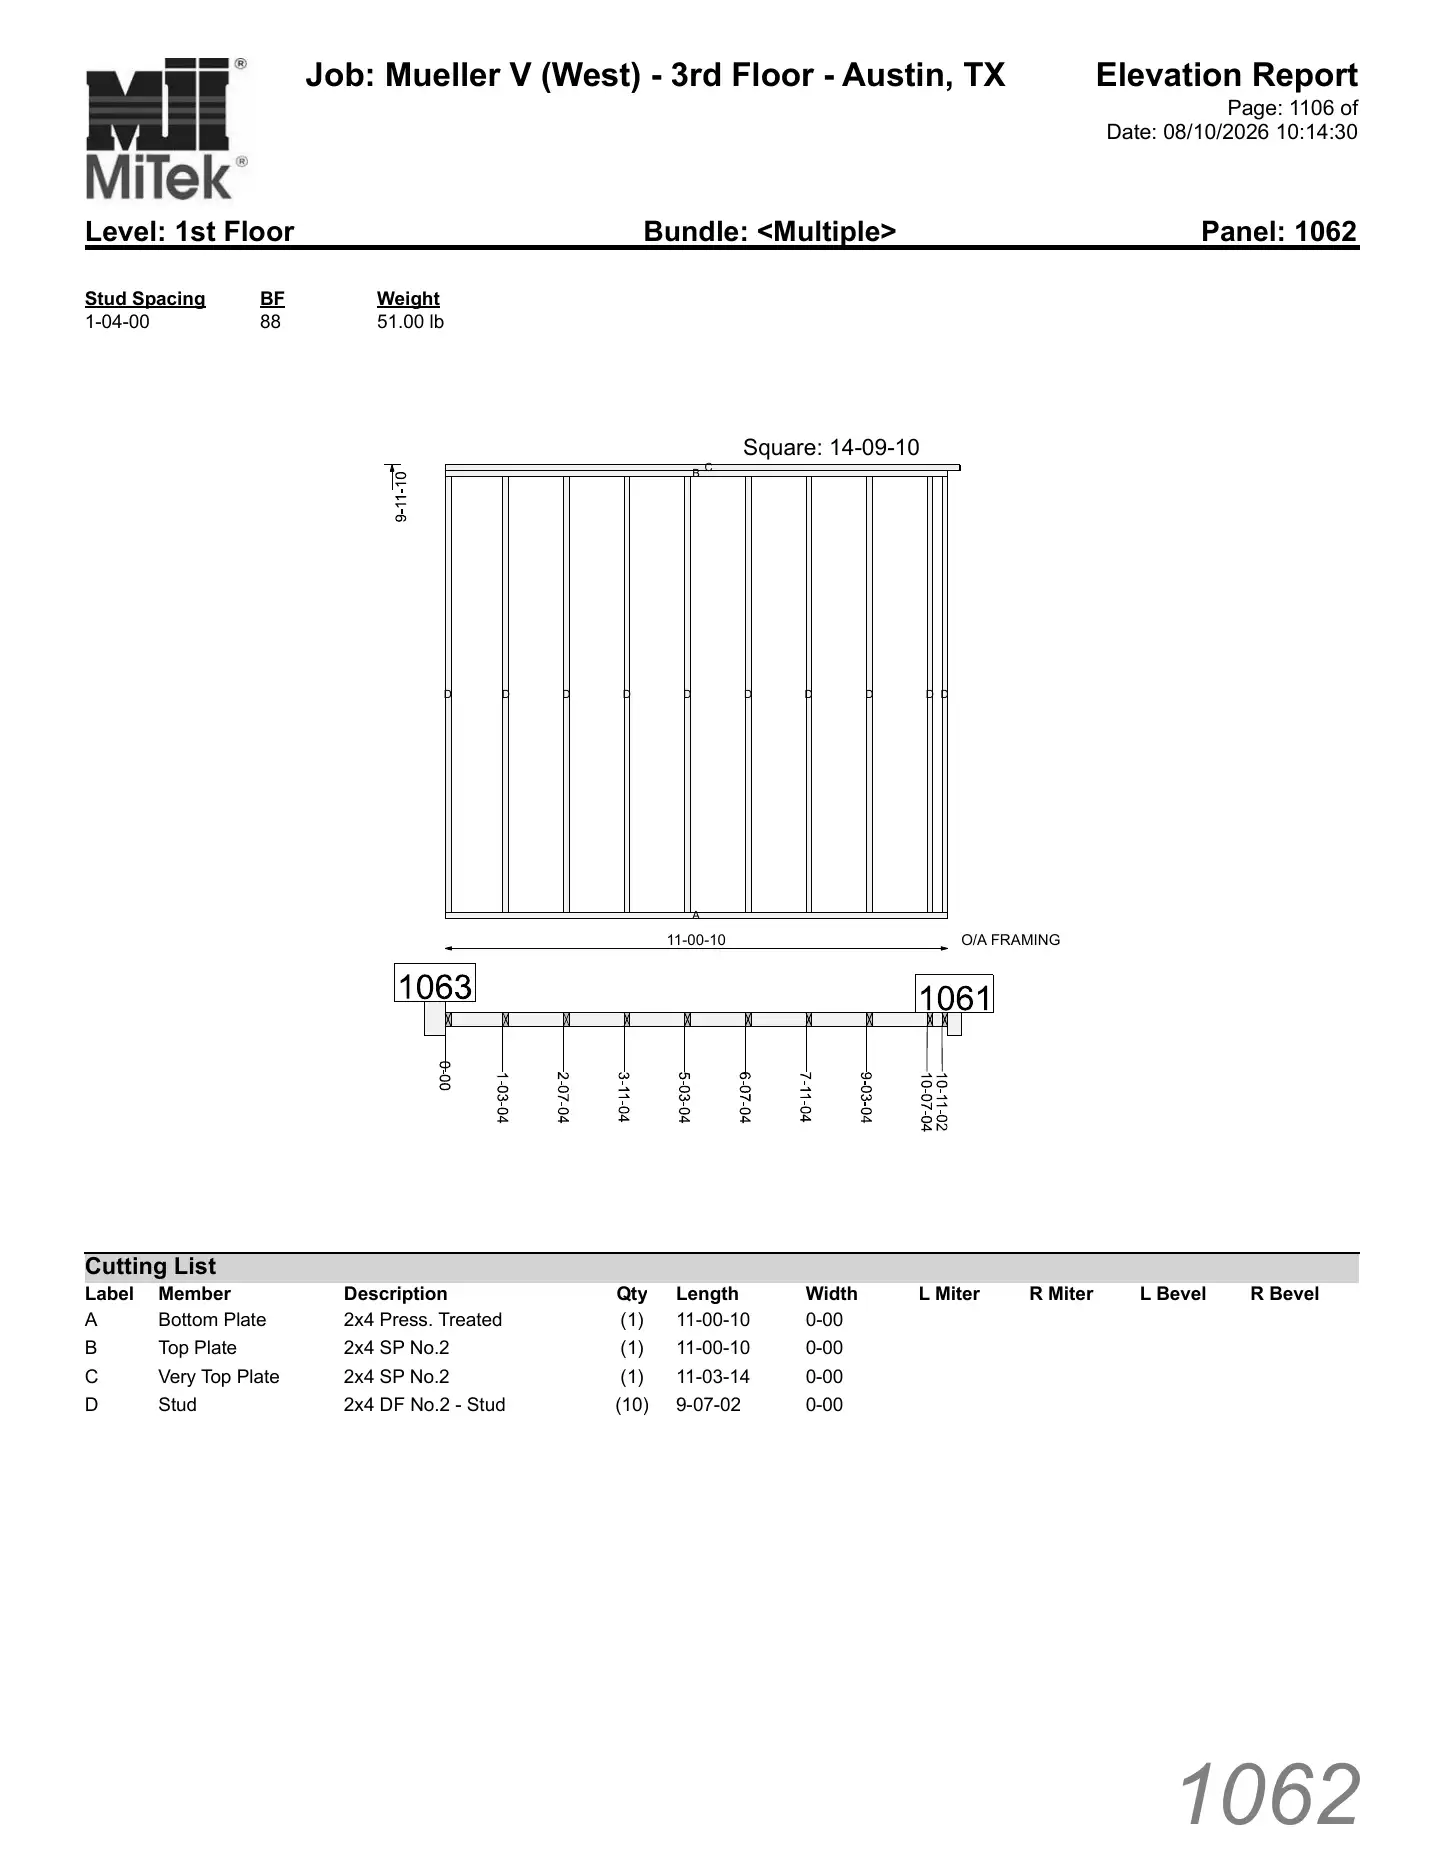 MiTek®
®
Job: Mueller V (West) - 3rd Floor - Austin, TX
Elevation Report
Page: 1106 of
Date: 08/10/2026 10:14:30
Level: 1st Floor Bundle: <Multiple> Panel: 1062
Stud Spacing BF Weight
1-04-00 88 51.00 lb
Square: 14-09-10
C
B
9-11-10
D D D D D D D D D D
A
11-00-10 O/A FRAMING
1063 1061
0-00 1-03-04 2-07-04 3-11-04 5-03-04 6-07-04 7-11-04 9-03-04 10-07-04 10-11-02
Cutting List
Label Member Description Qty Length Width L Miter R Miter L Bevel R Bevel
A Bottom Plate 2x4 Press. Treated (1) 11-00-10 0-00
B Top Plate 2x4 SP No.2 (1) 11-00-10 0-00
C Very Top Plate 2x4 SP No.2 (1) 11-03-14 0-00
D Stud 2x4 DF No.2 - Stud (10) 9-07-02 0-00
1062